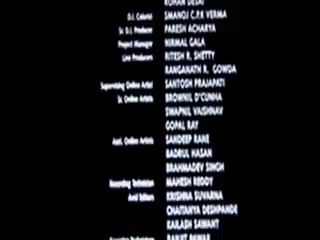 ROHAN DESAI
D.I. Colorist SMANOJ C.P.K VERMA
Sr. D.I. Producer PARESH ACHARYA
Project Manager NIRMAL GALA
Line Producers RITESH R. SHETTY
RANGANATH R. GOWDA
Supervising Online Artist SANTOSH PRAJAPATI
Sr. Online Artists BROWNIL D'CUNHA
SWAPNIL VAISHNAV
GOPAL RAY
Asst. Online Artists SANDEEP RANE
BADRUL HASAN
BRAHMADEV SINGH
Recording Technician MAHESH REDDY
Avid Editors KRISHNA SUVARNA
CHAITANYA DESHPANDE
KAILASH SAWANT